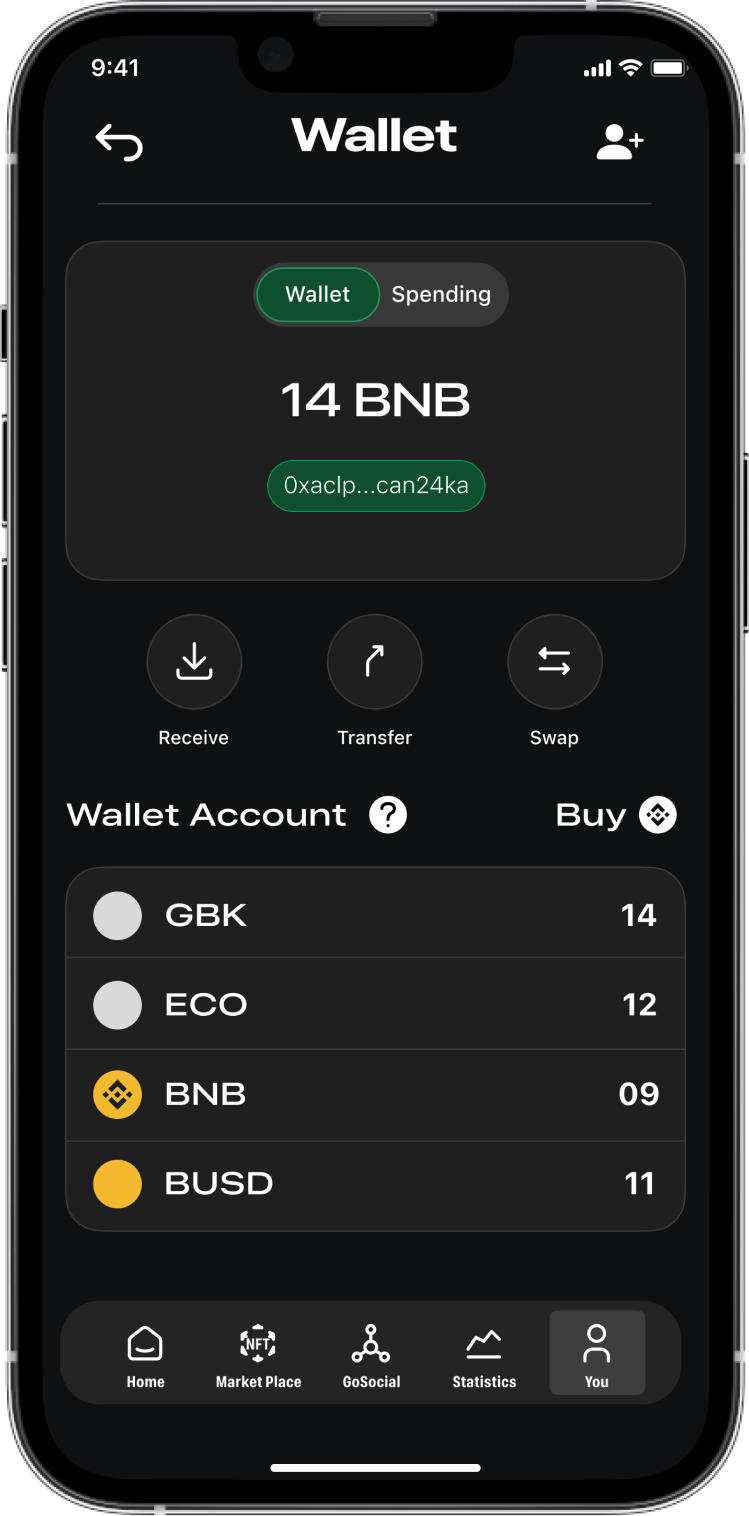 9:41
Wallet
Wallet Spending
14 BNB
0xaclp...can24ka
Receive Transfer Swap
Wallet Account ? Buy
GBK 14
ECO 12
BNB 09
BUSD 11
NFT
Home Market Place GoSocial Statistics You